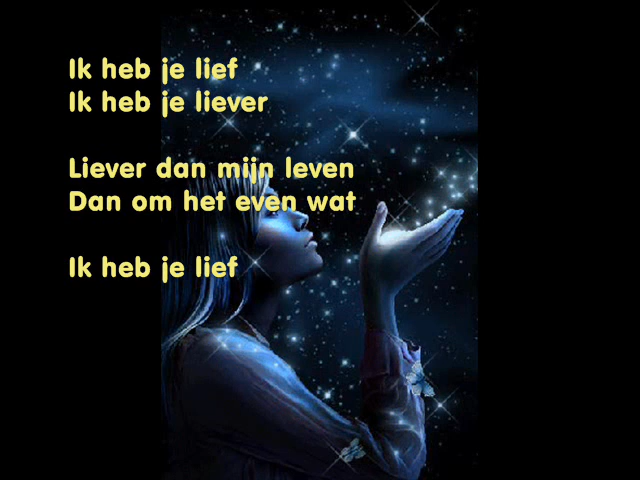 Ik heb je lief
Ik heb je liever
Liever dan mijn leven
Dan om het even wat
Ik heb je lief